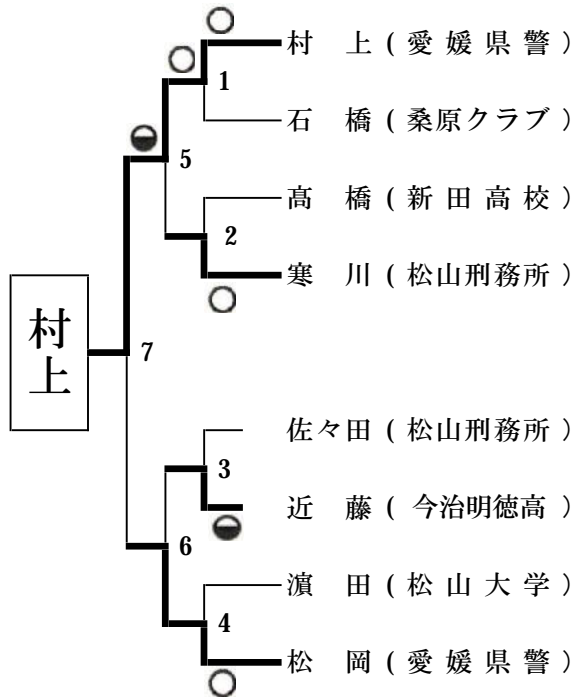 村　上 ( 愛 媛 県 警 )
1
石　橋 ( 桑原クラブ )
5
髙　橋 ( 新 田 高 校 )
2
寒　川 ( 松山刑務所 )
村上
7
佐々田 ( 松山刑務所 )
3
近　藤 ( 今治明徳高 )
6
濵　田 ( 松 山 大 学 )
4
松　岡 ( 愛 媛 県 警 )